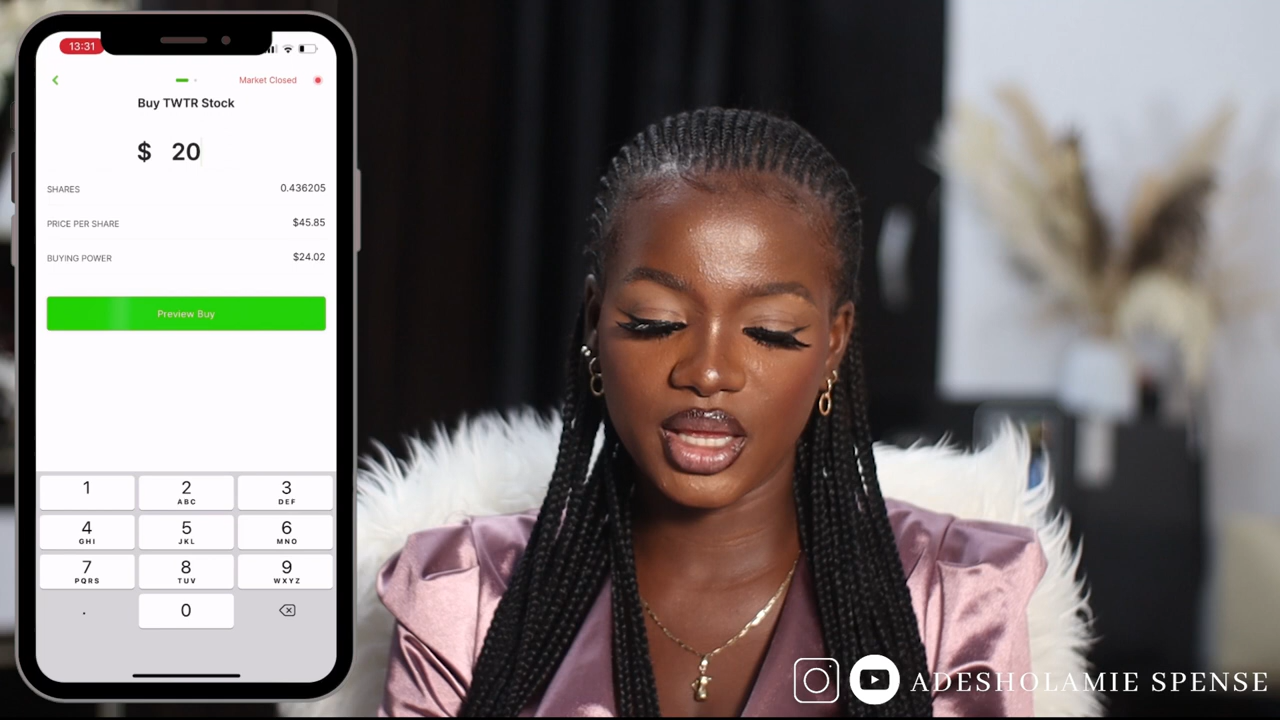 13:31
Market Closed
Buy TWTR Stock
$ 20
SHARES 0.436205
PRICE PER SHARE $45.85
BUYING POWER $24.02
Preview Buy
1 2 3
ABC DEF
4 5 6
GHI JKL MNO
7 8 9
PQRS TUV WXYZ
. 0
ADESHOLAMIE SPENSE